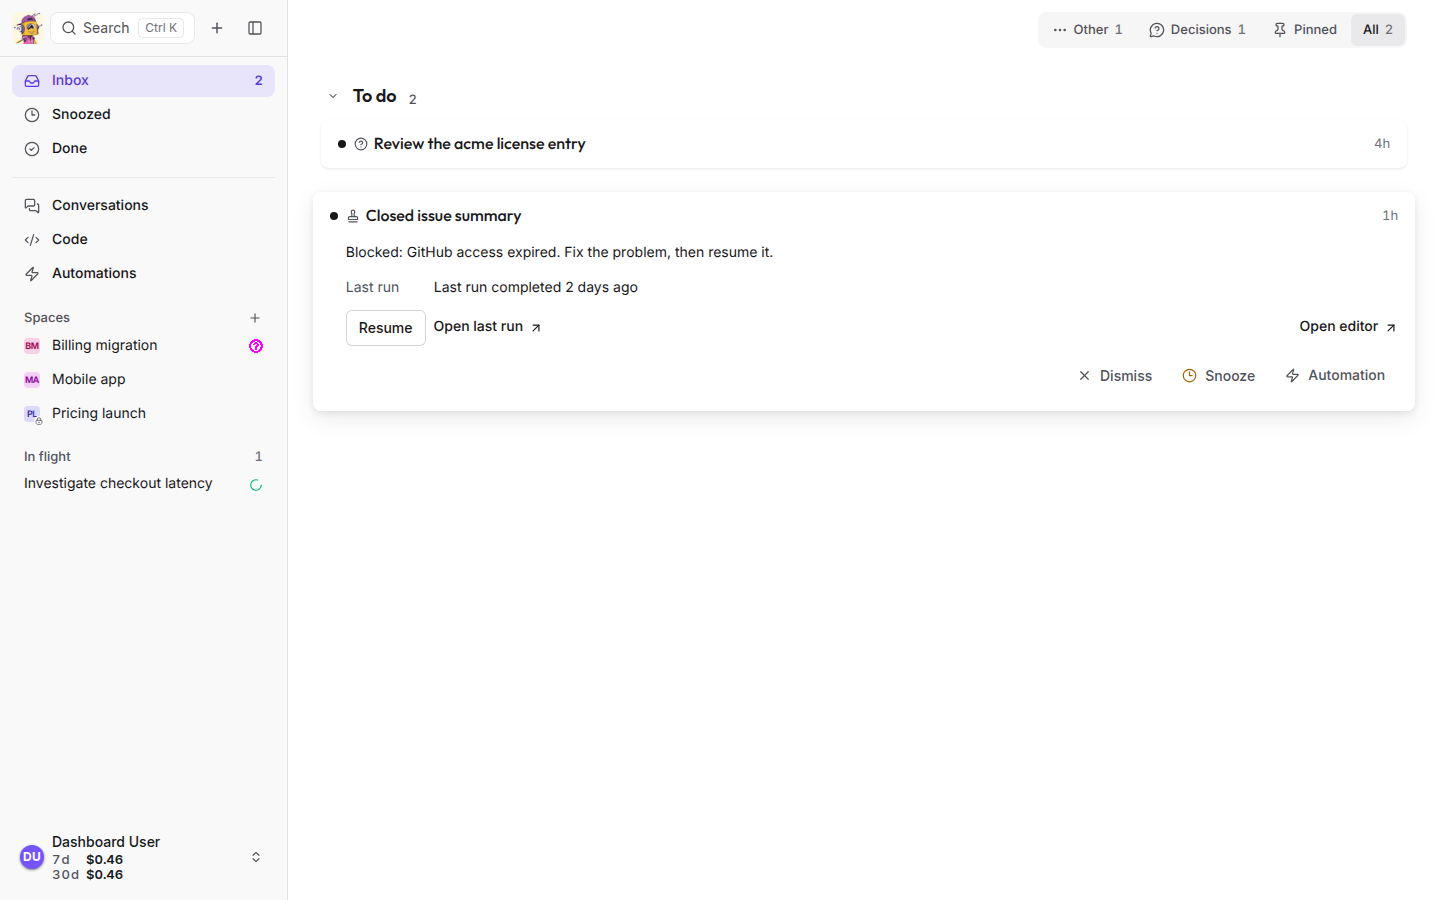 Search Ctrl K
Inbox 2
Snoozed
Done
Conversations
Code
Automations
Spaces
BM Billing migration
MA Mobile app
PL Pricing launch
In flight 1
Investigate checkout latency
DU Dashboard User
7d $0.46
30d $0.46
Other 1 Decisions 1 Pinned All 2
To do 2
Review the acme license entry 4h
Closed issue summary 1h
Blocked: GitHub access expired. Fix the problem, then resume it.
Last run Last run completed 2 days ago
Resume Open last run Open editor
Dismiss Snooze Automation